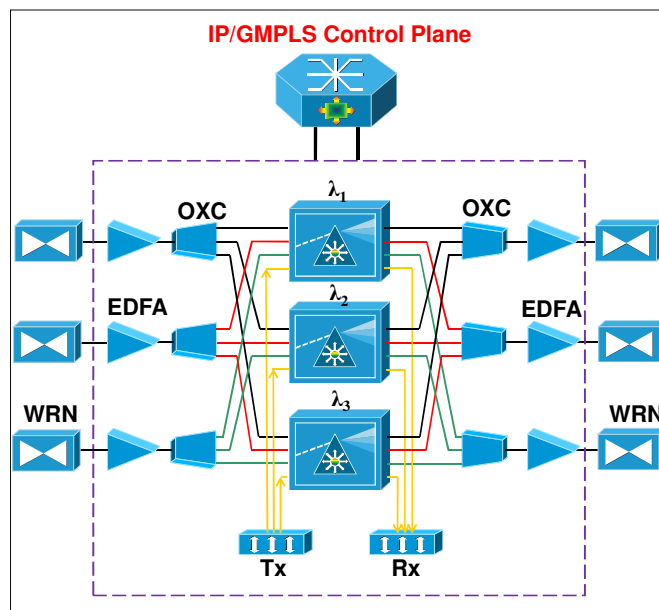 IP/GMPLS Control Plane
λ1
OXC
OXC
λ2
EDFA
EDFA
λ3
WRN
WRN
Tx
Rx